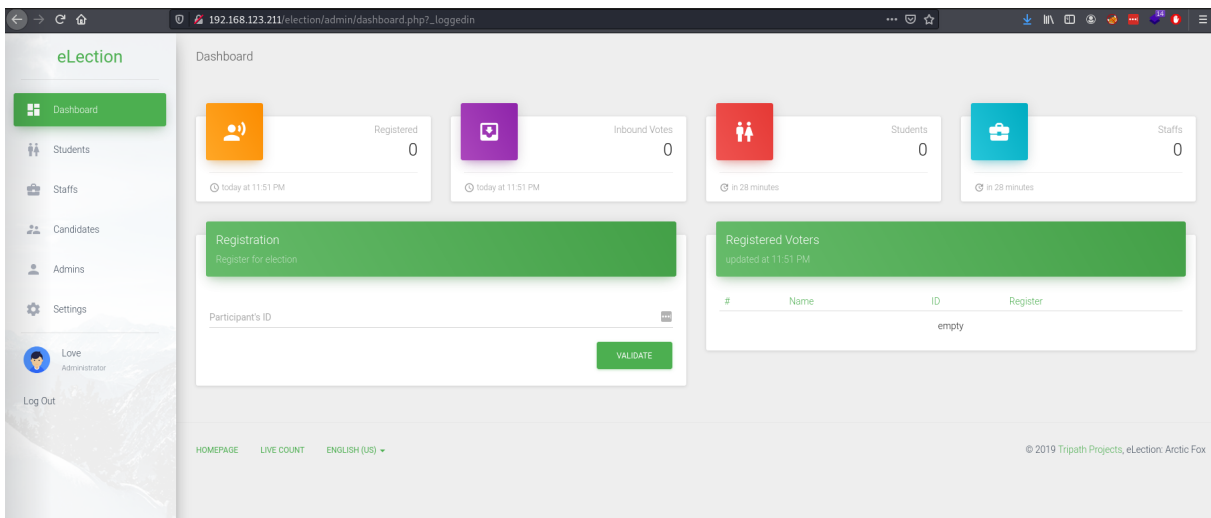 192.168.123.211/election/admin/dashboard.php?_loggedin
14
eLection
Dashboard
Students
Staffs
Candidates
Admins
Settings
Love
Administrator
Log Out
Dashboard
Registered
0
today at 11:51 PM
Inbound Votes
0
today at 11:51 PM
Students
0
in 28 minutes
Staffs
0
in 28 minutes
Registration
Register for election
Participant's ID
VALIDATE
Registered Voters
updated at 11:51 PM
# Name ID Register
empty
HOMEPAGE LIVE COUNT ENGLISH (US)
© 2019 Tripath Projects, eLection: Arctic Fox